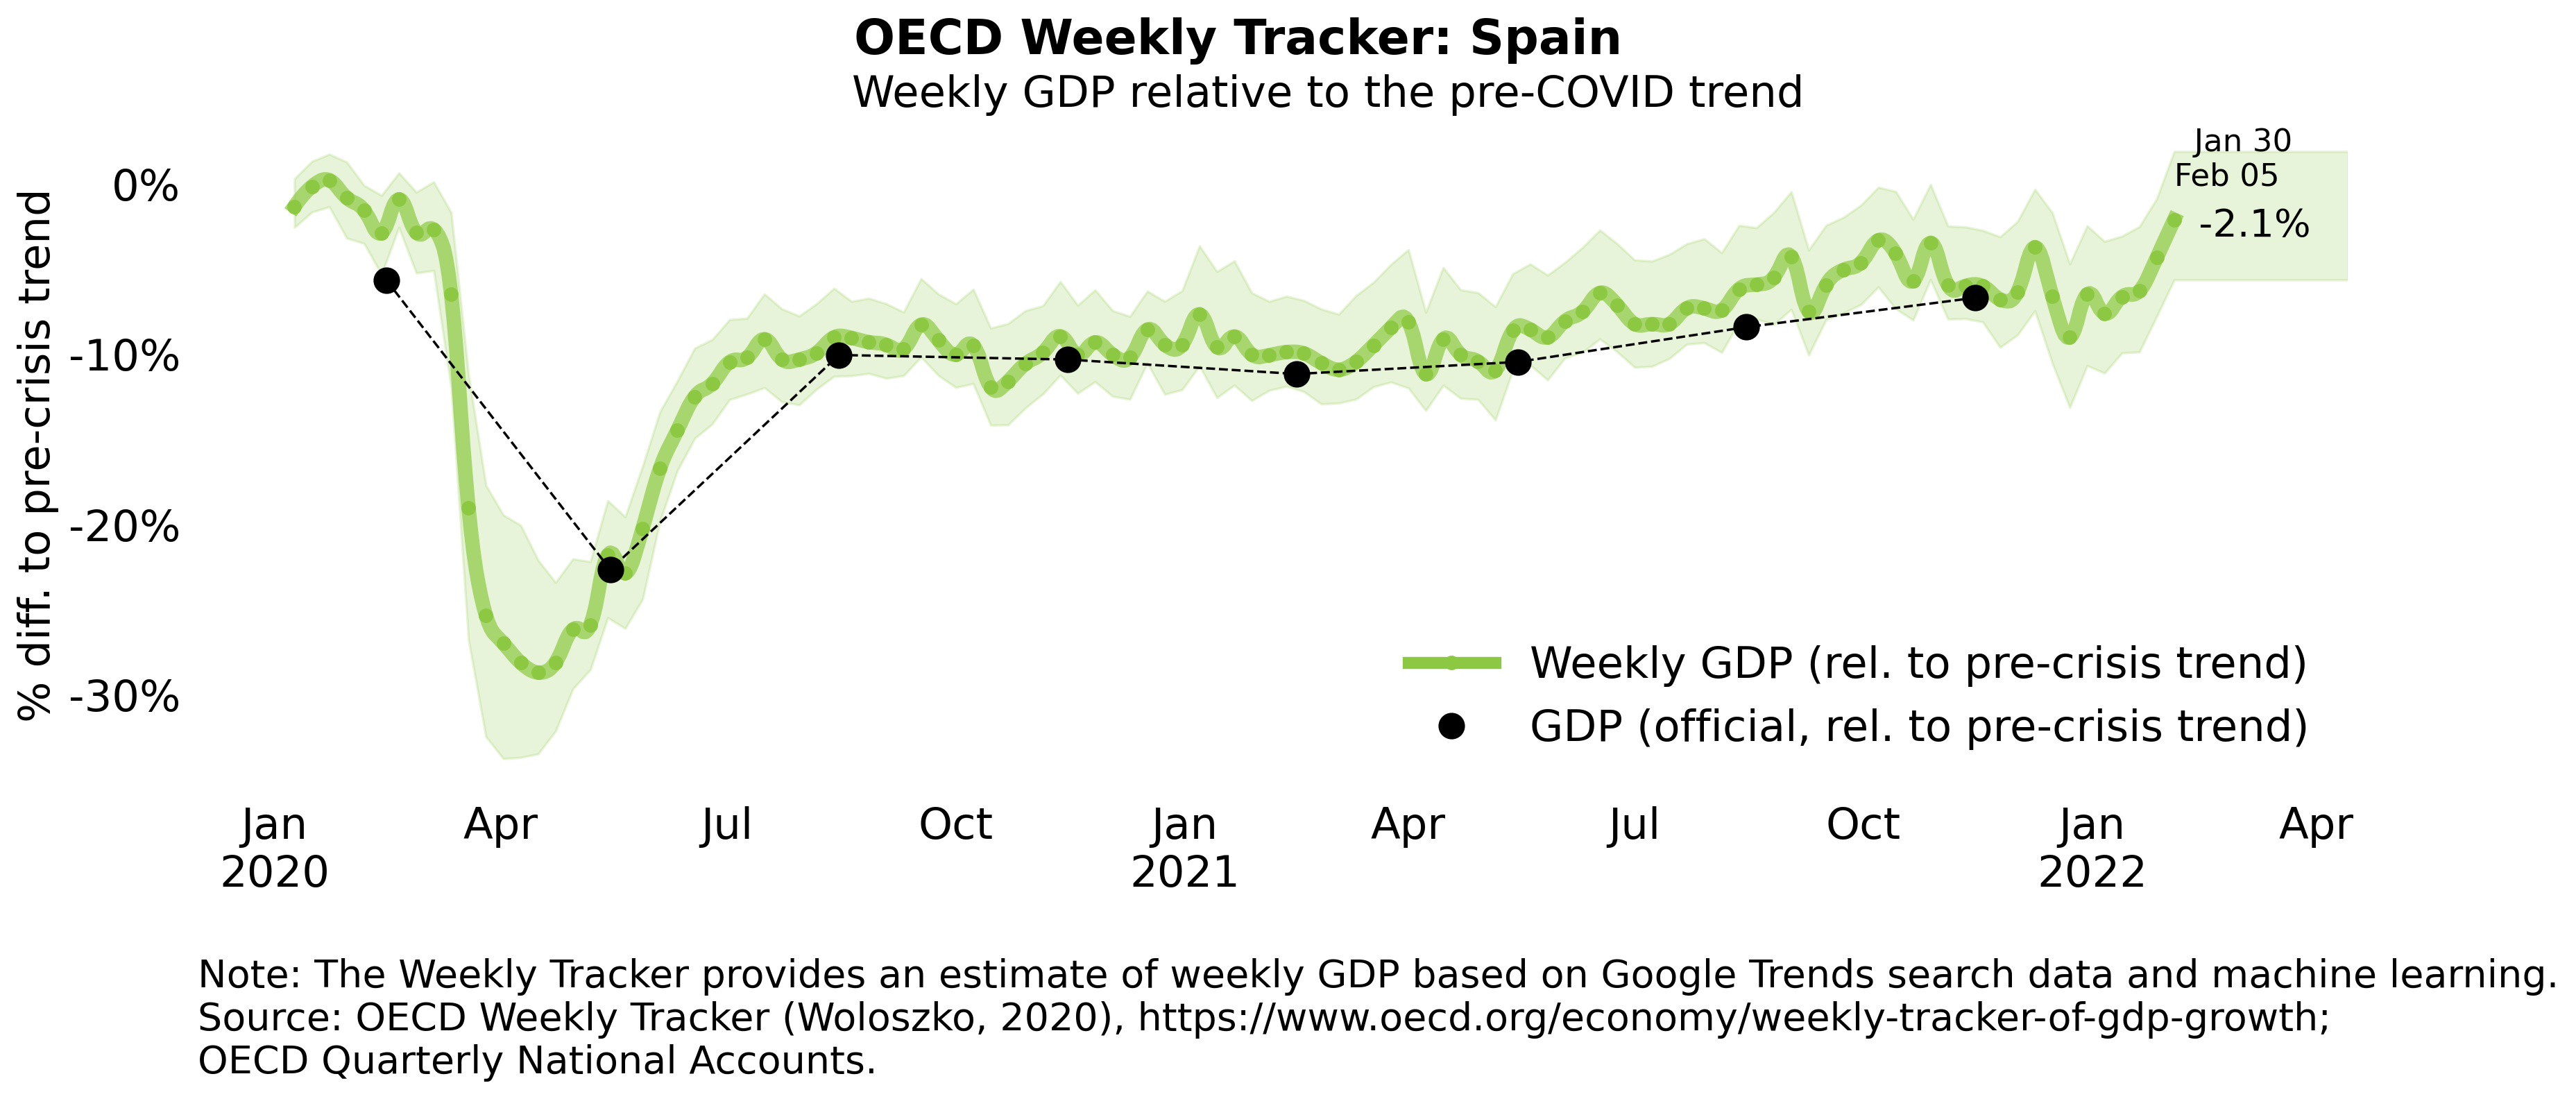 OECD Weekly Tracker: Spain
Weekly GDP relative to the pre-COVID trend
% diff. to pre-crisis trend
0%
-10%
-20%
-30%
Jan 30
Feb 05
-2.1%
Weekly GDP (rel. to pre-crisis trend)
GDP (official, rel. to pre-crisis trend)
Jan Apr Jul Oct Jan Apr Jul Oct Jan Apr
2020 2021 2022
Note: The Weekly Tracker provides an estimate of weekly GDP based on Google Trends search data and machine learning.
Source: OECD Weekly Tracker (Woloszko, 2020), https://www.oecd.org/economy/weekly-tracker-of-gdp-growth;
OECD Quarterly National Accounts.